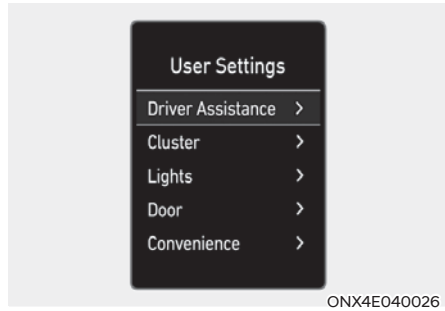 User Settings
Driver Assistance >
Cluster >
Lights >
Door >
Convenience >
ONX4E040026